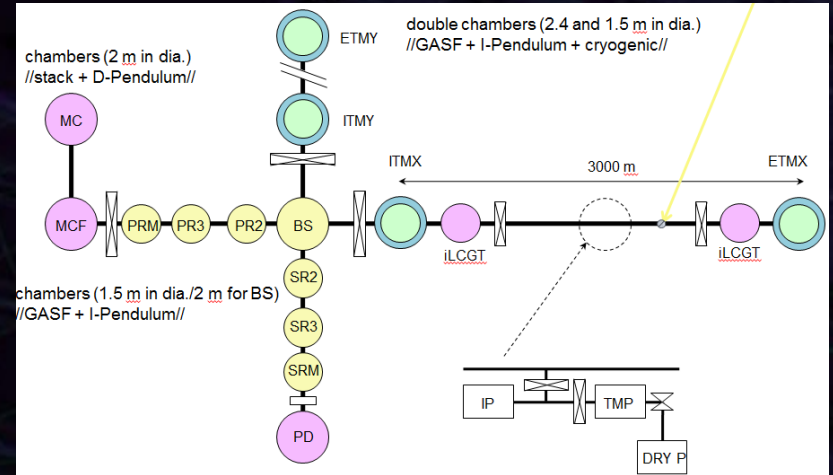 double chambers (2.4 and 1.5 m in dia.)
//GASF + I-Pendulum + cryogenic//
ETMY
chambers (2 m in dia.)
//stack + D-Pendulum//
MC
ITMY
ITMX
3000 m
ETMX
MCF
PRM
PR3
PR2
BS
iLCGT
iLCGT
SR2
chambers (1.5 m in dia./2 m for BS)
//GASF + I-Pendulum//
SR3
SRM
IP
TMP
PD
DRY P